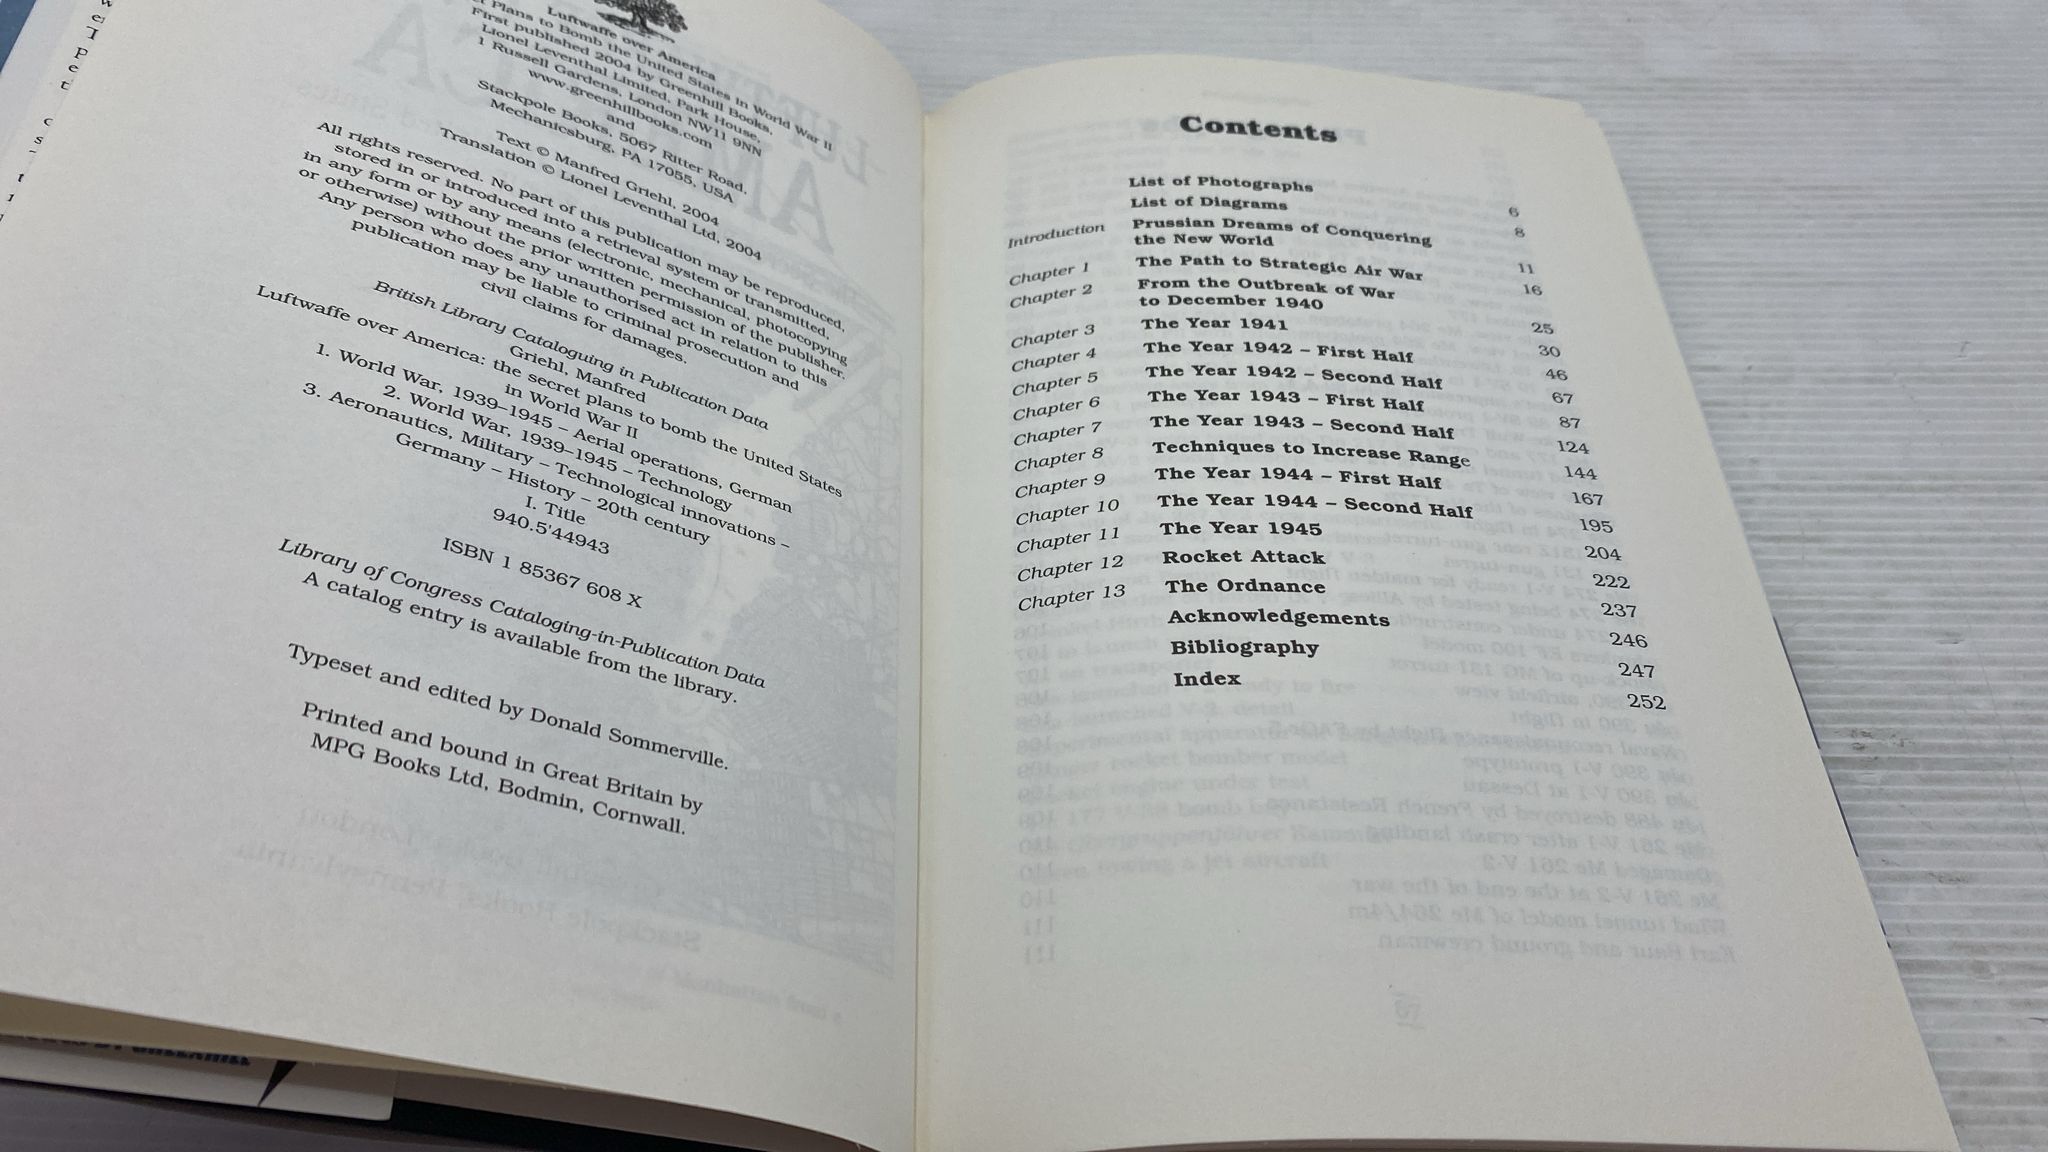 Luftwaffe over America
Plans to Bomb the United States in World War II
First published 2004 by Greenhill Books,
Lionel Leventhal Limited, Park House,
1 Russell Gardens, London NW11 9NN
www.greenhillbooks.com
and
Stackpole Books, 5067 Ritter Road,
Mechanicsburg, PA 17055, USA
Text © Manfred Griehl, 2004
Translation © Lionel Leventhal Ltd, 2004
All rights reserved. No part of this publication may be reproduced,
stored in or introduced into a retrieval system or transmitted,
in any form or by any means (electronic, mechanical, photocopying
or otherwise) without the prior written permission of the publisher.
Any person who does any unauthorised act in relation to this
publication may be liable to criminal prosecution and
civil claims for damages.
British Library Cataloguing in Publication Data
Griehl, Manfred
Luftwaffe over America: the secret plans to bomb the United States
in World War II
1. World War, 1939–1945 – Aerial operations, German
2. World War, 1939–1945 – Technology
3. Aeronautics, Military – Technological innovations –
Germany – History – 20th century
I. Title
940.5'44943
ISBN 1 85367 608 X
Library of Congress Cataloging-in-Publication Data
A catalog entry is available from the library.
Typeset and edited by Donald Sommerville.
Printed and bound in Great Britain by
MPG Books Ltd, Bodmin, Cornwall.
Contents
List of Photographs 6
List of Diagrams 8
Introduction Prussian Dreams of Conquering
the New World 11
Chapter 1 The Path to Strategic Air War 16
Chapter 2 From the Outbreak of War
to December 1940 25
Chapter 3 The Year 1941 30
Chapter 4 The Year 1942 – First Half 46
Chapter 5 The Year 1942 – Second Half 67
Chapter 6 The Year 1943 – First Half 87
Chapter 7 The Year 1943 – Second Half 124
Chapter 8 Techniques to Increase Range 144
Chapter 9 The Year 1944 – First Half 167
Chapter 10 The Year 1944 – Second Half 195
Chapter 11 The Year 1945 204
Chapter 12 Rocket Attack 222
Chapter 13 The Ordnance 237
Acknowledgements 246
Bibliography 247
Index 252